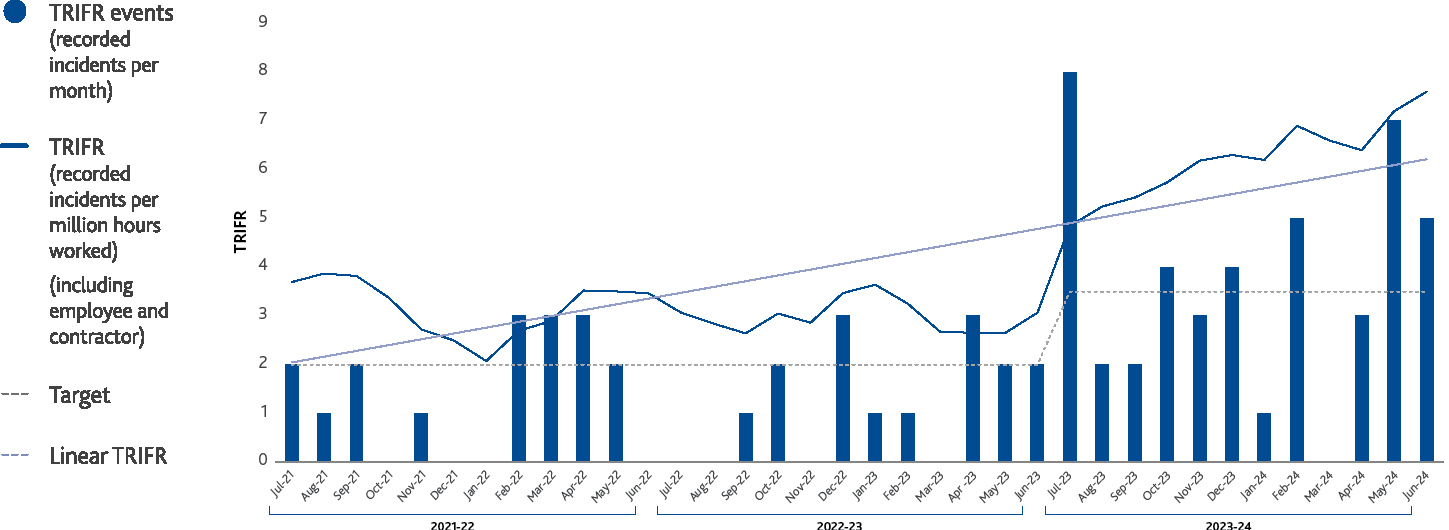 TRIFR events
(recorded
incidents per
month)
TRIFR
(recorded
incidents per
million hours
worked)
(including
employee and
contractor)
Target
Linear TRIFR
TRIFR
9
8
7
6
5
4
3
2
1
0
Jul-21
Aug-21
Sep-21
Oct-21
Nov-21
Dec-21
Jan-22
Feb-22
Mar-22
Apr-22
May-22
Jun-22
Jul-22
Aug-22
Sep-22
Oct-22
Nov-22
Dec-22
Jan-23
Feb-23
Mar-23
Apr-23
May-23
Jun-23
Jul-23
Aug-23
Sep-23
Oct-23
Nov-23
Dec-23
Jan-24
Feb-24
Mar-24
Apr-24
May-24
Jun-24
2021-22
2022-23
2023-24